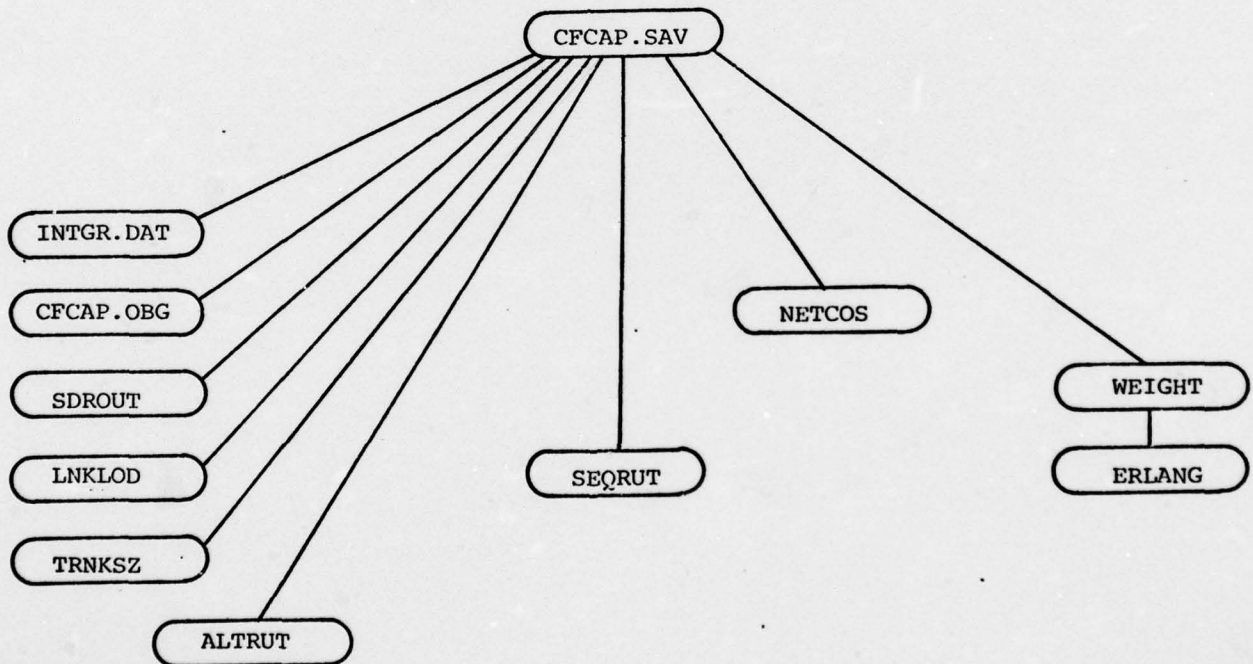 CFCAP.SAV
INTGR.DAT
CFCAP.OBG
NETCOS
SDROUT
WEIGHT
LNKLOD
SEQRUT
ERLANG
TRNKSZ
ALTRUT